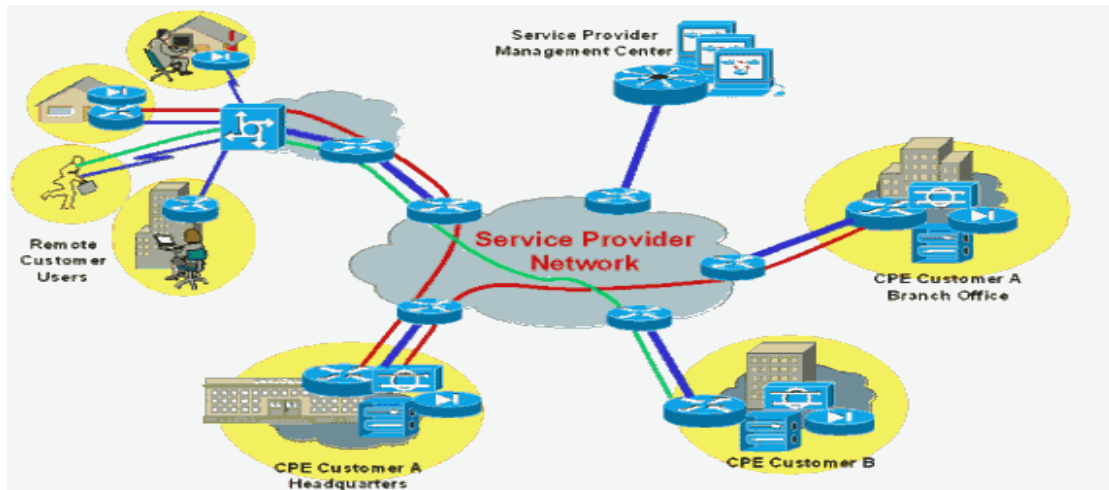 Service Provider
Management Center
Remote
Customer
Users
Service Provider
Network
CPE Customer A
Branch Office
CPE Customer A
Headquarters
CPE Customer B